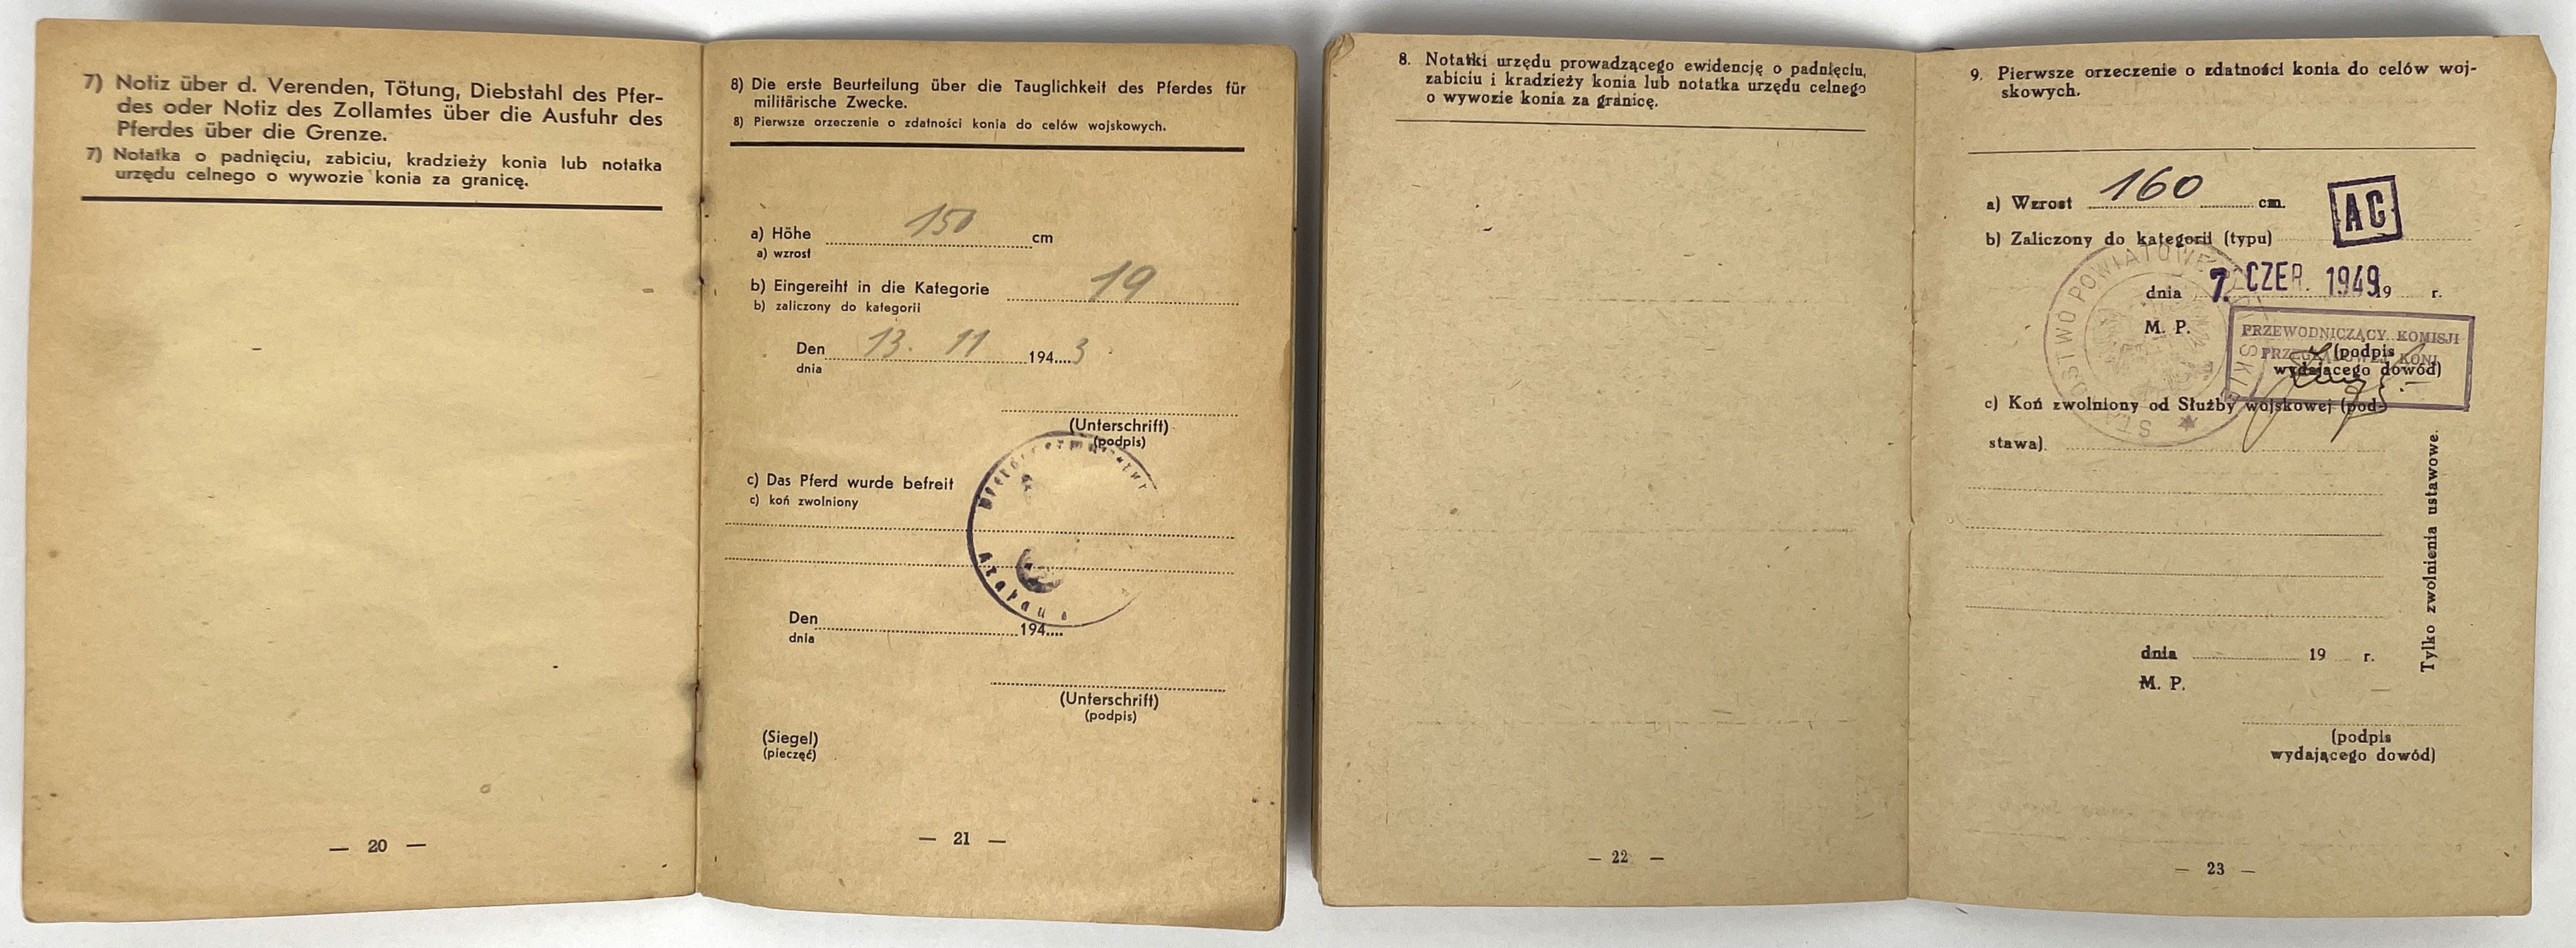 7) Notiz über d. Verenden, Tötung, Diebstahl des Pfer-
des oder Notiz des Zollamtes über die Ausfuhr des
Pferdes über die Grenze.
7) Notatka o padnięciu, zabiciu, kradzieży konia lub notatka
urzędu celnego o wywozie konia za granicę.
— 20 —
8) Die erste Beurteilung über die Tauglichkeit des Pferdes für
militärische Zwecke.
8) Pierwsze orzeczenie o zdatności konia do celów wojskowych.
a) Höhe 150 cm
a) wzrost
b) Eingereiht in die Kategorie 19
b) zaliczony do kategorii
Den 13. 11 194....3
dnia
(Unterschrift)
(podpis)
c) Das Pferd wurde befreit
c) koń zwolniony
Den 194....
dnia
(Unterschrift)
(podpis)
(Siegel)
(pieczęć)
— 21 —
8. Notatki urzędu prowadzącego ewidencję o padnięciu,
zabiciu i kradzieży konia lub notatka urzędu celnego
o wywozie konia za granicę.
— 22 —
9. Pierwsze orzeczenie o zdatności konia do celów woj-
skowych.
a) Wzrost 160 cm.
AC
b) Zaliczony do kategorii (typu)
dnia 7. CZER. 1949 19 r.
M. P.
PRZEWODNICZĄCY KOMISJI
PRZEGLĄDOWEJ KONI
(podpis
wydającego dowód)
c) Koń zwolniony od Służby wojskowej (pod-
stawa).
Tylko zwolnienia ustawowe.
dnia 19 r.
M. P.
(podpis
wydającego dowód)
— 23 —